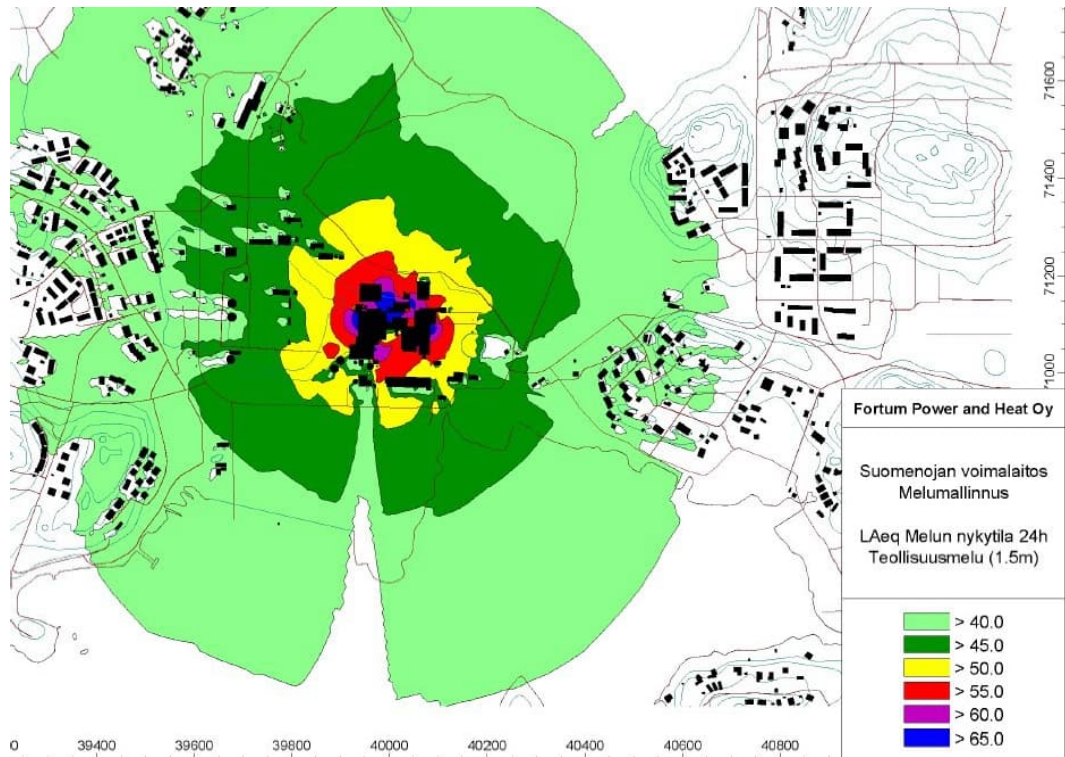 71600
71400
71200
71000
Fortum Power and Heat Oy
Suomenojan voimalaitos
Melumallinnus
LAeq Melun nykytila 24h
Teollisuusmelu (1.5m)
> 40.0
> 45.0
> 50.0
> 55.0
> 60.0
> 65.0
0 39400 39600 39800 40000 40200 40400 40600 40800